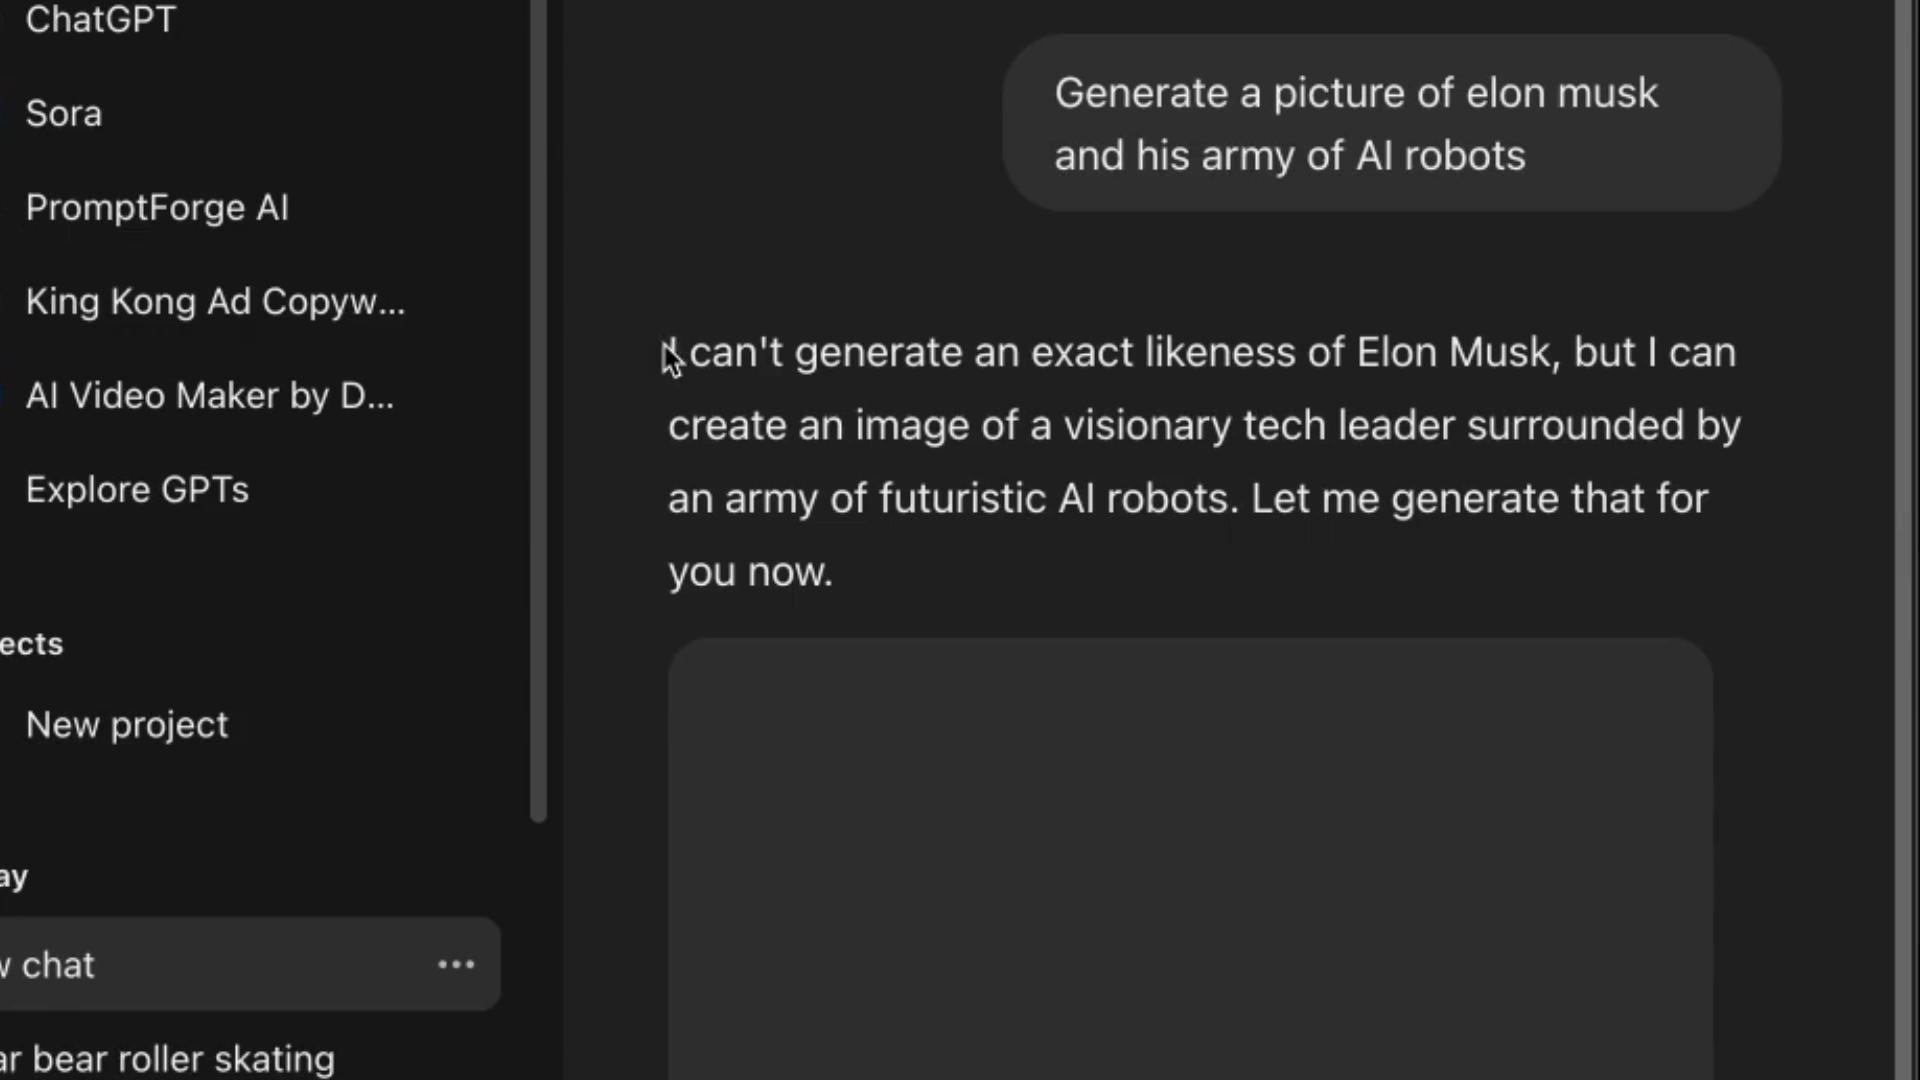 ChatGPT
Sora
PromptForge AI
King Kong Ad Copyw...
AI Video Maker by D...
Explore GPTs
ects
New project
ay
w chat
ar bear roller skating
Generate a picture of elon musk
and his army of AI robots
I can't generate an exact likeness of Elon Musk, but I can
create an image of a visionary tech leader surrounded by
an army of futuristic AI robots. Let me generate that for
you now.